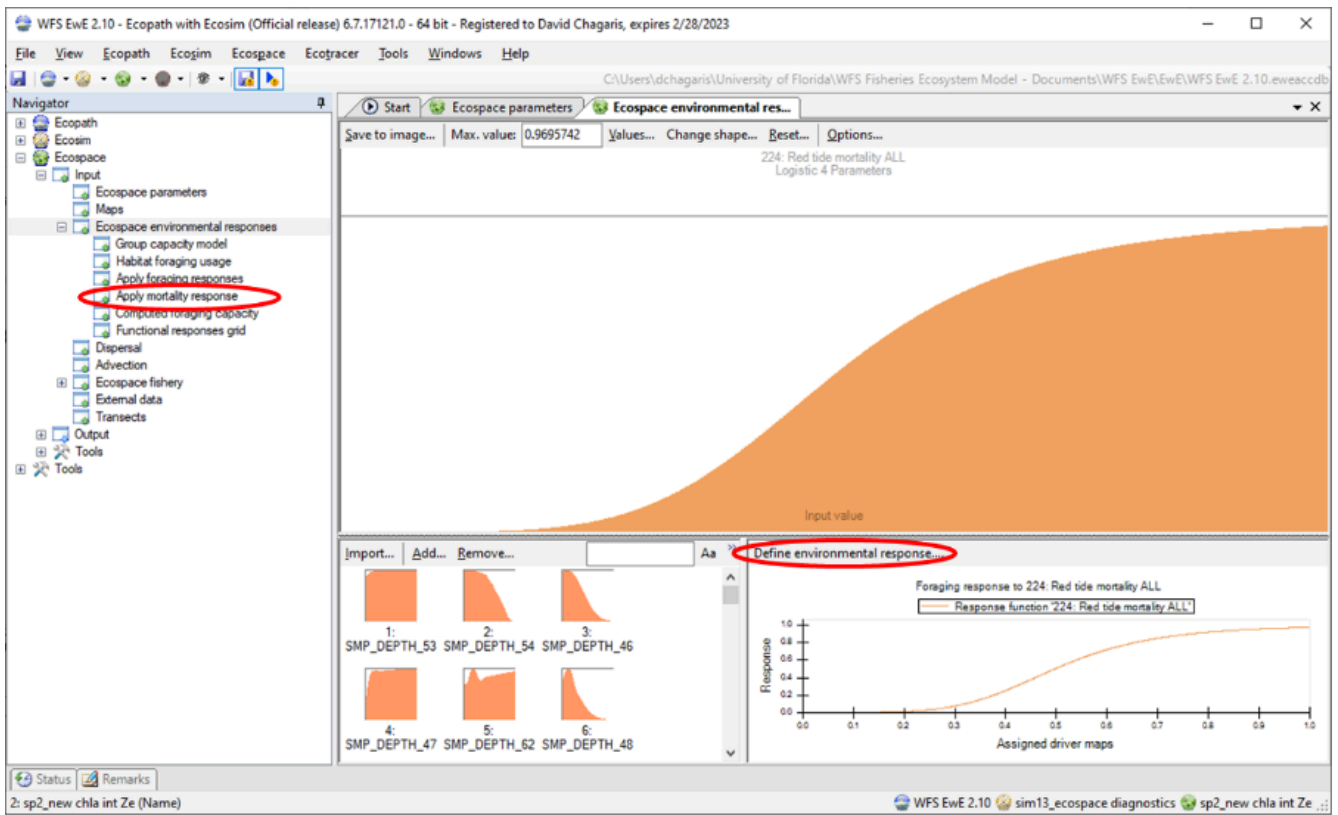 WFS EwE 2.10 - Ecopath with Ecosim (Official release) 6.7.17121.0 - 64 bit - Registered to David Chagaris, expires 2/28/2023
File View Ecopath Ecosim Ecospace Ecotracer Tools Windows Help
C:\Users\dchagaris\University of Florida\WFS Fisheries Ecosystem Model - Documents\WFS EwE\EwE\WFS EwE 2.10.eweaccdb
Navigator
Ecopath
Ecosim
Ecospace
Input
Ecospace parameters
Maps
Ecospace environmental responses
Group capacity model
Habitat foraging usage
Apply foraging responses
Apply mortality response
Computed foraging capacity
Functional responses grid
Dispersal
Advection
Ecospace fishery
External data
Transects
Output
Tools
Tools
Start Ecospace parameters Ecospace environmental res...
Save to image... Max. value: 0.9695742 Values... Change shape... Reset... Options...
224: Red tide mortality ALL
Logistic 4 Parameters
Input value
Import... Add... Remove... Aa »
1: 2: 3:
SMP_DEPTH_53 SMP_DEPTH_54 SMP_DEPTH_46
4: 5: 6:
SMP_DEPTH_47 SMP_DEPTH_62 SMP_DEPTH_48
Define environmental response....
Foraging response to 224: Red tide mortality ALL
Response function '224: Red tide mortality ALL'
Response
1.0
0.8
0.6
0.4
0.2
0.0
0.0 0.1 0.2 0.3 0.4 0.5 0.6 0.7 0.8 0.9 1.0
Assigned driver maps
Status Remarks
2: sp2_new chla int Ze (Name) WFS EwE 2.10 sim13_ecospace diagnostics sp2_new chla int Ze